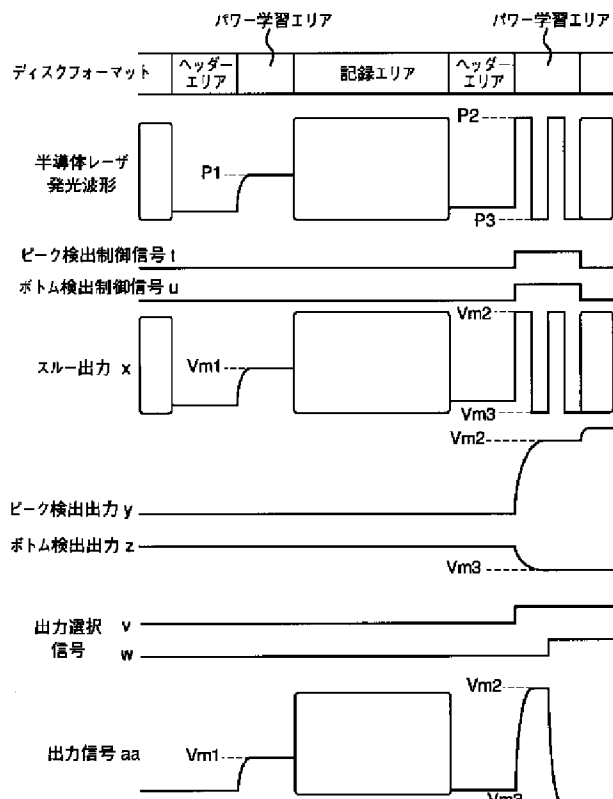 パワー学習エリア
パワー学習エリア
ディスクフォーマット
ヘッダー
エリア
記録エリア
ヘッダー
エリア
半導体レーザ
発光波形
P1
P2
P3
ピーク検出制御信号 t
ボトム検出制御信号 u
スルー出力 x
Vm1
Vm2
Vm3
Vm2
ピーク検出出力 y
ボトム検出出力 z
Vm3
出力選択
信号
v
w
出力信号 aa
Vm1
Vm2